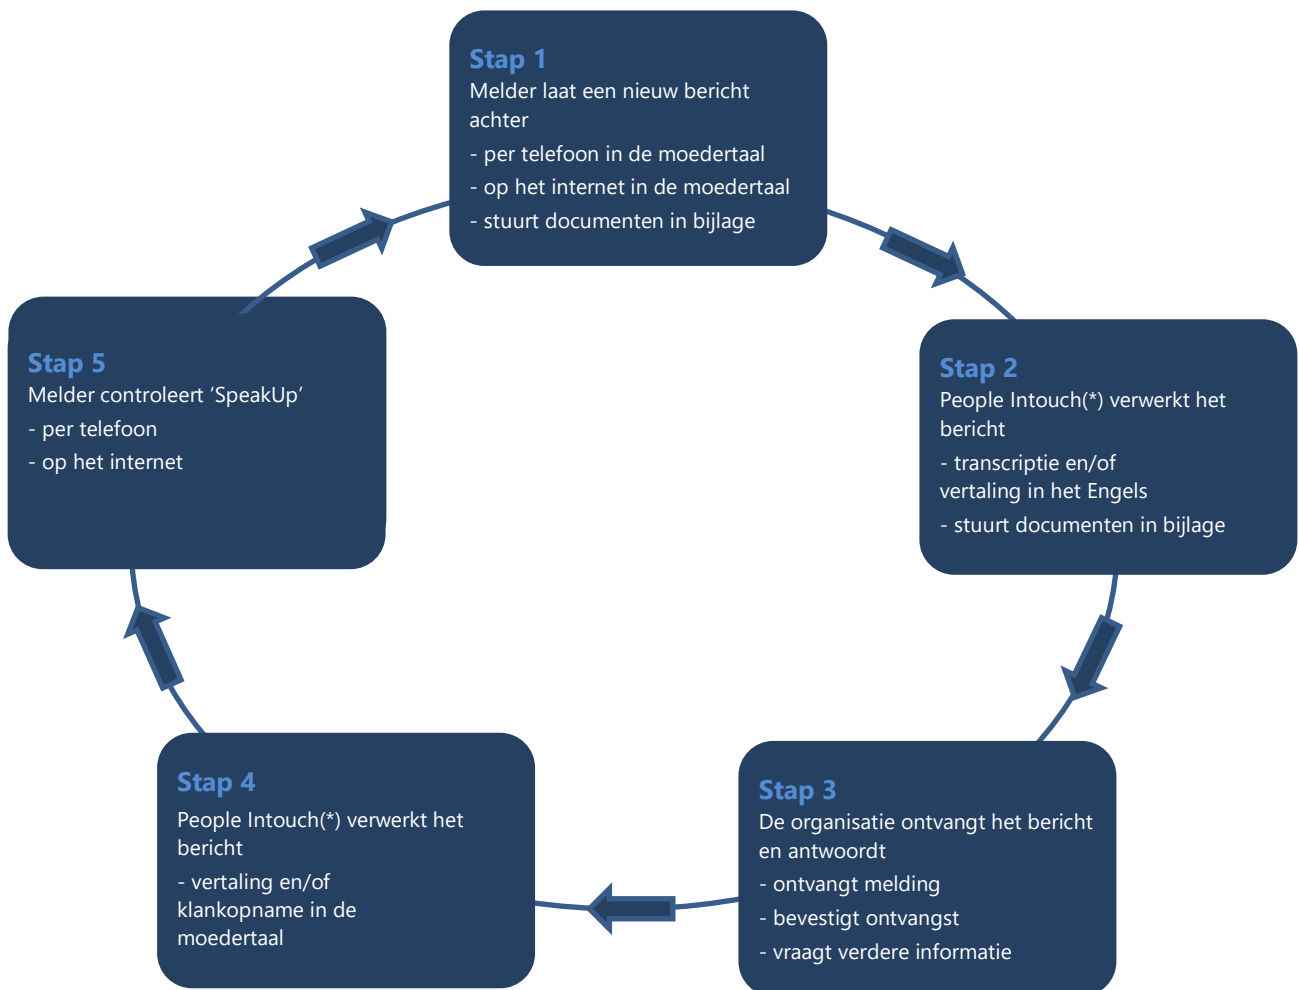 Stap 1
Melder laat een nieuw bericht
achter
- per telefoon in de moedertaal
- op het internet in de moedertaal
- stuurt documenten in bijlage
Stap 2
People Intouch(*) verwerkt het
bericht
- transcriptie en/of
vertaling in het Engels
- stuurt documenten in bijlage
Stap 3
De organisatie ontvangt het bericht
en antwoordt
- ontvangt melding
- bevestigt ontvangst
- vraagt verdere informatie
Stap 4
People Intouch(*) verwerkt het
bericht
- vertaling en/of
klankopname in de
moedertaal
Stap 5
Melder controleert ‘SpeakUp’
- per telefoon
- op het internet